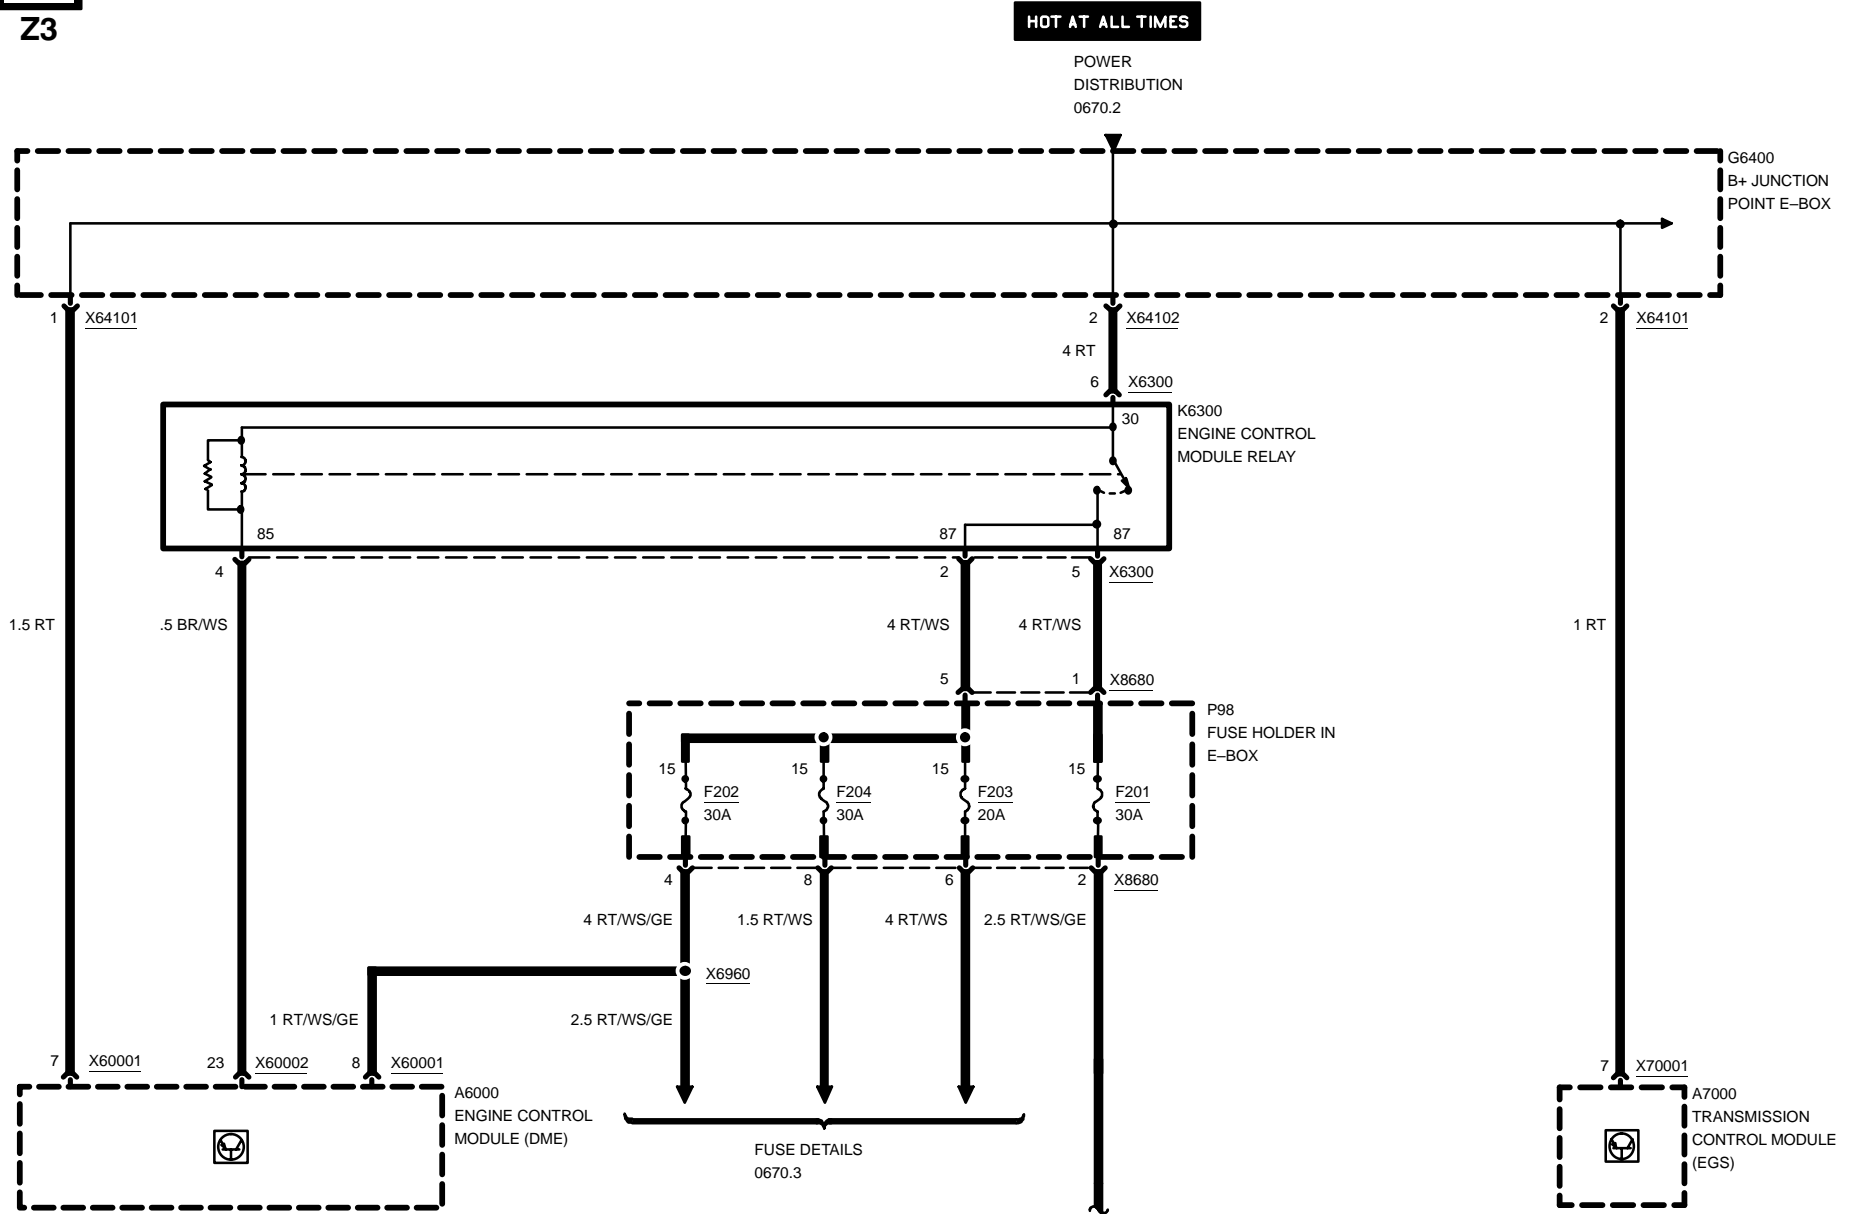 Z3
HOT AT ALL TIMES
POWER
DISTRIBUTION
0670.2
G6400
B+ JUNCTION
POINT E–BOX
1 X64101
2 X64102
2 X64101
4 RT
6 X6300
K6300
ENGINE CONTROL
MODULE RELAY
30
85
87
87
4
2
5 X6300
1.5 RT
.5 BR/WS
4 RT/WS
4 RT/WS
1 RT
5
1 X8680
P98
FUSE HOLDER IN
E–BOX
15
15
15
15
F202
30A
F204
30A
F203
20A
F201
30A
4
8
6
2 X8680
4 RT/WS/GE
1.5 RT/WS
4 RT/WS
2.5 RT/WS/GE
X6960
1 RT/WS/GE
2.5 RT/WS/GE
7 X60001
23 X60002
8 X60001
7 X70001
A6000
ENGINE CONTROL
MODULE (DME)
FUSE DETAILS
0670.3
A7000
TRANSMISSION
CONTROL MODULE
(EGS)